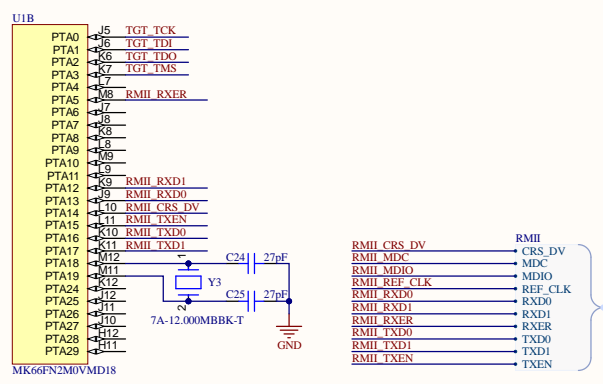 U1B
PTA0 J5 TGT_TCK
PTA1 J6 TGT_TDI
PTA2 K6 TGT_TDO
PTA3 K7 TGT_TMS
PTA4 L7
PTA5 M8 RMII_RXER
PTA6 J7
PTA7 J8
PTA8 K8
PTA9 L8
PTA10 M9
PTA11 L9
PTA12 K9 RMII_RXD1
PTA13 J9 RMII_RXD0
PTA14 L10 RMII_CRS_DV
PTA15 L11 RMII_TXEN
PTA16 K10 RMII_TXD0
PTA17 K11 RMII_TXD1
PTA18 M12
PTA19 M11
PTA24 K12
PTA25 J12
PTA26 J11
PTA27 J10
PTA28 H12
PTA29 H11
MK66FN2M0VMD18
1
2
Y3
7A-12.000MBBK-T
C24 27pF
C25 27pF
GND
RMII
RMII_CRS_DV CRS_DV
RMII_MDC MDC
RMII_MDIO MDIO
RMII_REF_CLK REF_CLK
RMII_RXD0 RXD0
RMII_RXD1 RXD1
RMII_RXER RXER
RMII_TXD0 TXD0
RMII_TXD1 TXD1
RMII_TXEN TXEN